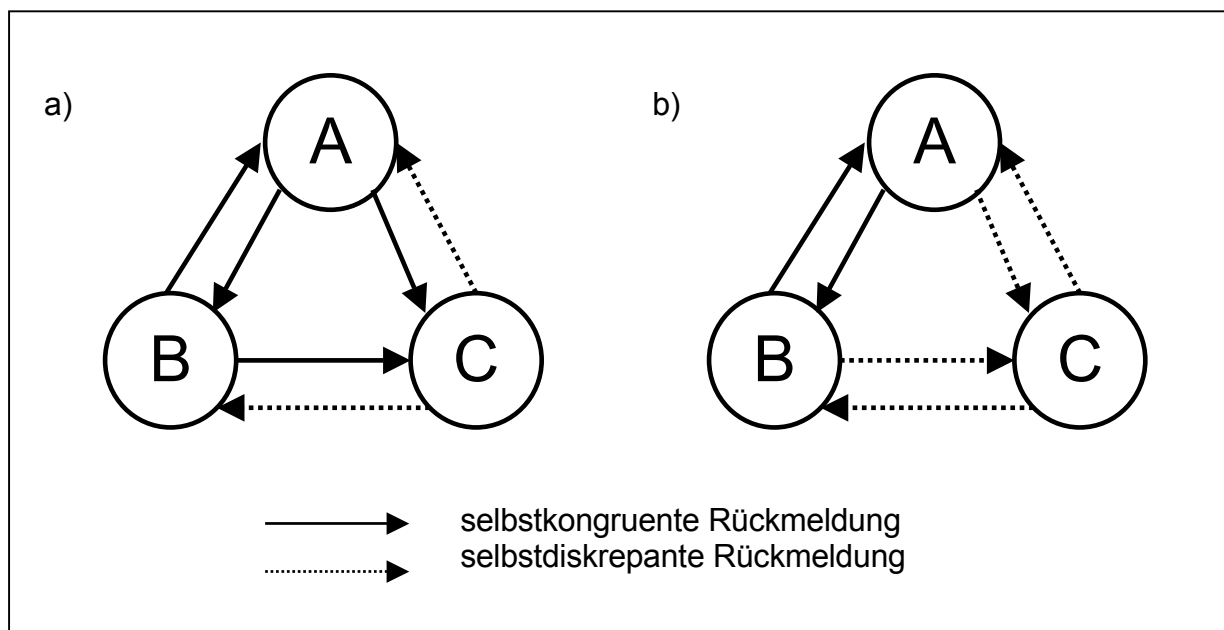 a)
b)
A
A
B
C
B
C
selbstkongruente Rückmeldung
selbstdiskrepante Rückmeldung